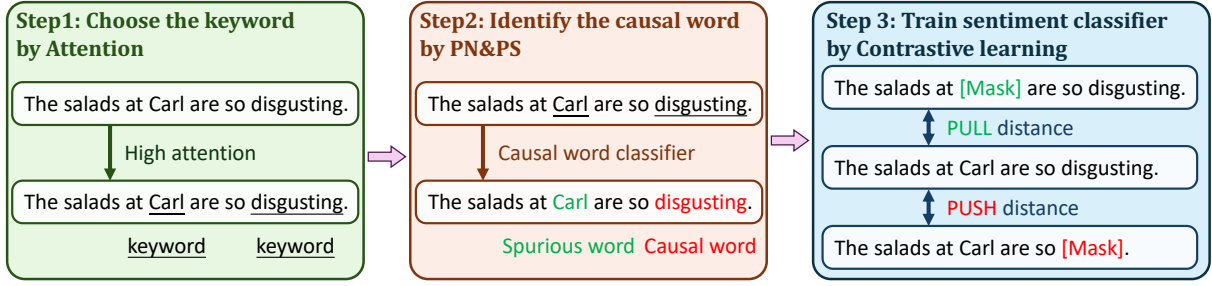 Step1: Choose the keyword
by Attention
The salads at Carl are so disgusting.
High attention
The salads at Carl are so disgusting.
keyword keyword
Step2: Identify the causal word
by PN&PS
The salads at Carl are so disgusting.
Causal word classifier
The salads at Carl are so disgusting.
Spurious word Causal word
Step 3: Train sentiment classifier
by Contrastive learning
The salads at [Mask] are so disgusting.
PULL distance
The salads at Carl are so disgusting.
PUSH distance
The salads at Carl are so [Mask].